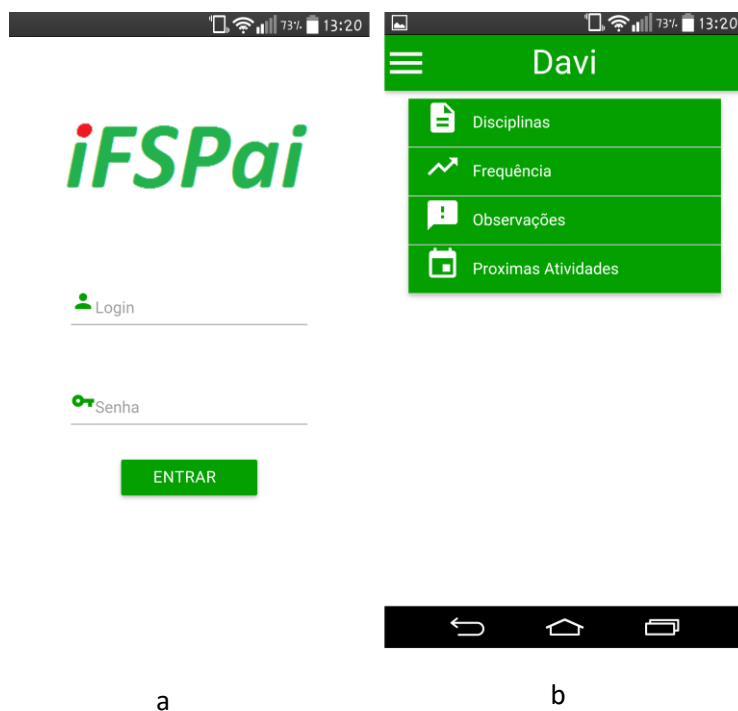 73% 13:20
iFSPai
Login
Senha
ENTRAR
a
73% 13:20
Davi
Disciplinas
Frequência
Observações
Proximas Atividades
b